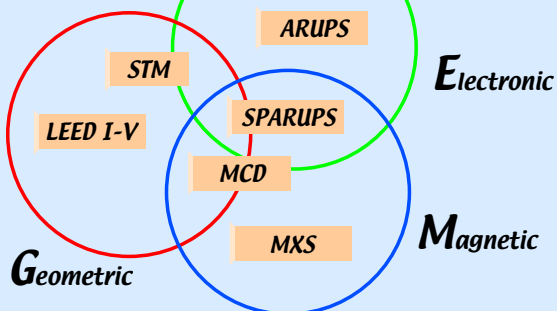 ARUPS
STM
Electronic
SPARUPS
LEED I-V
MCD
Magnetic
MXS
Geometric